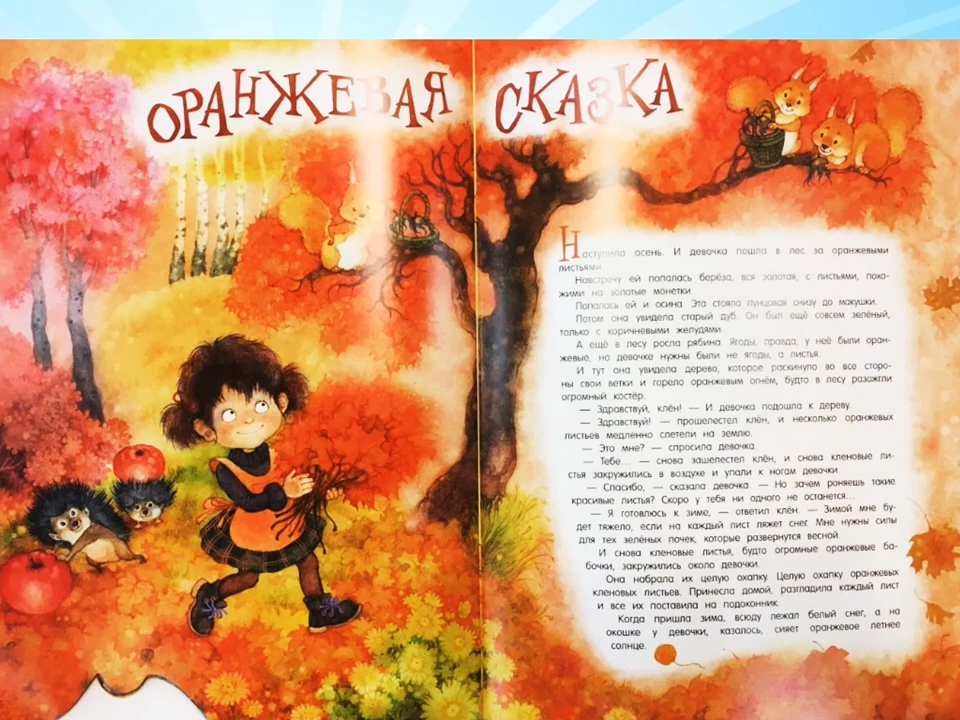 ОРАНЖЕВАЯ СКАЗКА
Наступила осень. И девочка пошла в лес за оранжевыми
листьями.
Навстречу ей попалась берёза, вся золотая, с листьями, похо-
жими на золотые монетки.
Попалась ей и осина. Эта стояла пунцовая снизу до макушки.
Потом она увидела старый дуб. Он был ещё совсем зелёный,
только с коричневыми желудями.
А ещё в лесу росла рябина. Ягоды, правда, у неё были оран-
жевые, но девочке нужны были не ягоды, а листья.
И тут она увидела дерево, которое раскинуло во все сторо-
ны свои ветки и горело оранжевым огнём, будто в лесу разожгли
огромный костёр.
— Здравствуй, клён! — И девочка подошла к дереву.
— Здравствуй! — прошелестел клён, и несколько оранжевых
листьев медленно слетели на землю.
— Это мне? — спросила девочка.
— Тебе... — снова зашелестел клён, и снова кленовые ли-
стья закружились в воздухе и упали к ногам девочки.
— Спасибо, — сказала девочка. — Но зачем роняешь такие
красивые листья? Скоро у тебя ни одного не останется...
— Я готовлюсь к зиме, — ответил клён. — Зимой мне бу-
дет тяжело, если на каждый лист ляжет снег. Мне нужны силы
для тех зелёных почек, которые развернутся весной.
И снова кленовые листья, будто огромные оранжевые ба-
бочки, закружились около девочки.
Она набрала их целую охапку. Целую охапку оранжевых
кленовых листьев. Принесла домой, разгладила каждый лист
и все их поставила на подоконник.
Когда пришла зима, всюду лежал белый снег, а на
окошке у девочки, казалось, сияет оранжевое летнее
солнце.